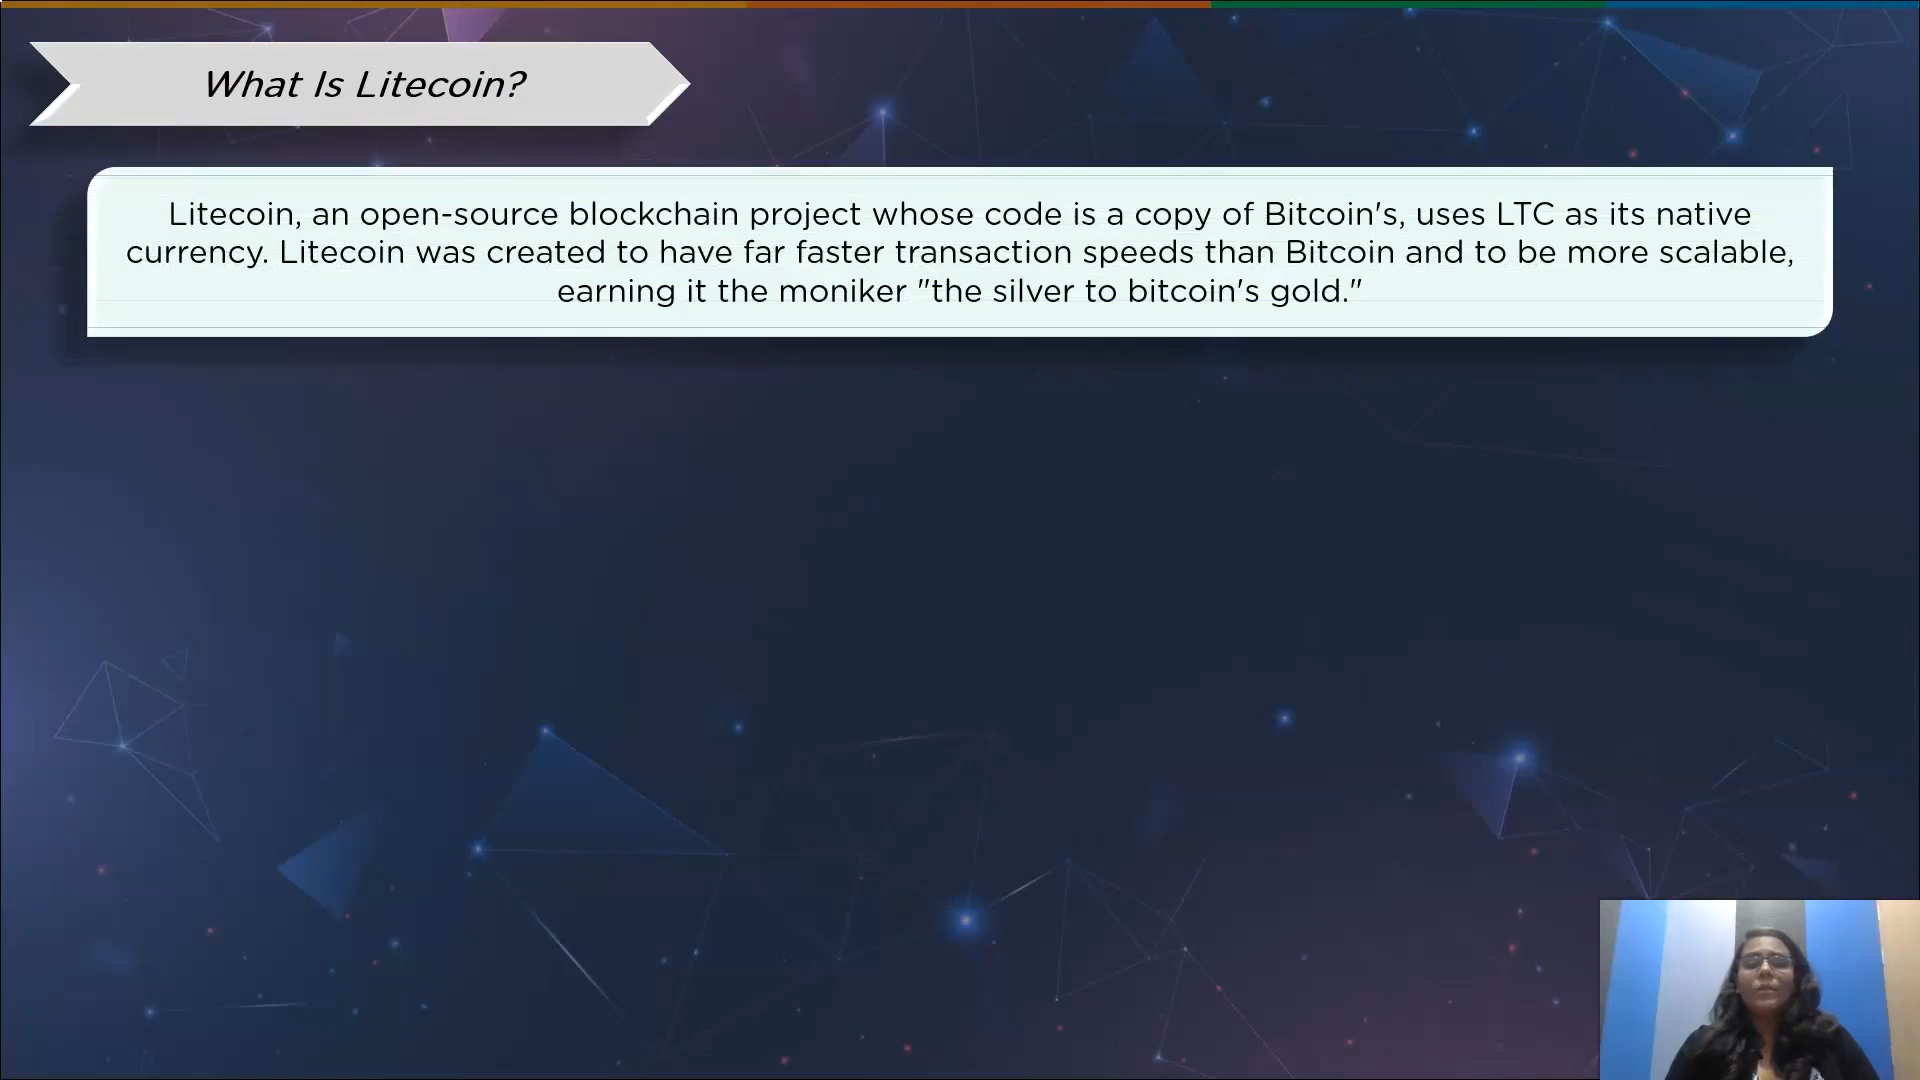 What Is Litecoin?
Litecoin, an open-source blockchain project whose code is a copy of Bitcoin's, uses LTC as its native
currency. Litecoin was created to have far faster transaction speeds than Bitcoin and to be more scalable,
earning it the moniker "the silver to bitcoin's gold."